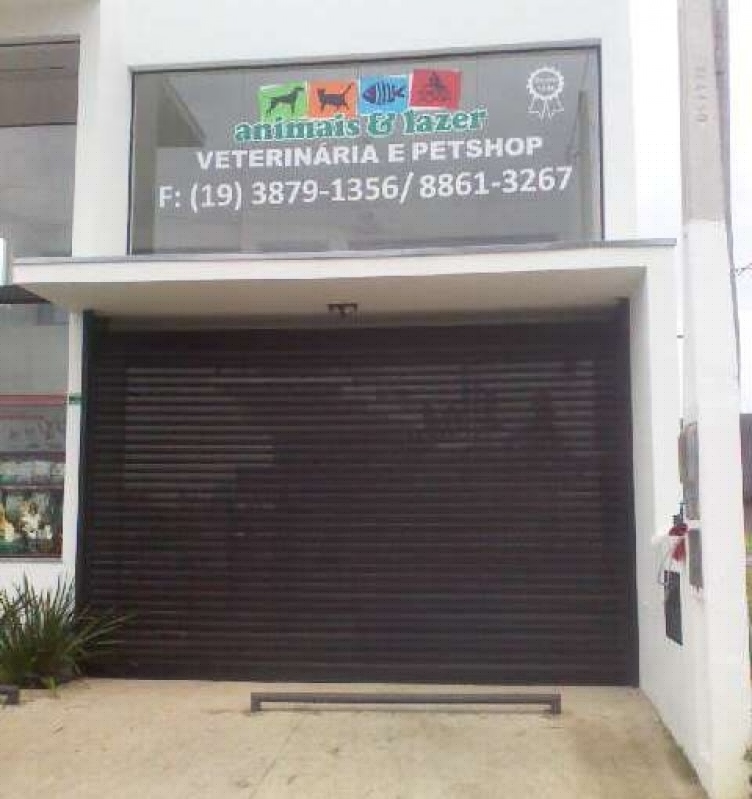 animais & lazer
VETERINÁRIA E PETSHOP
F: (19) 3879-1356/ 8861-3267